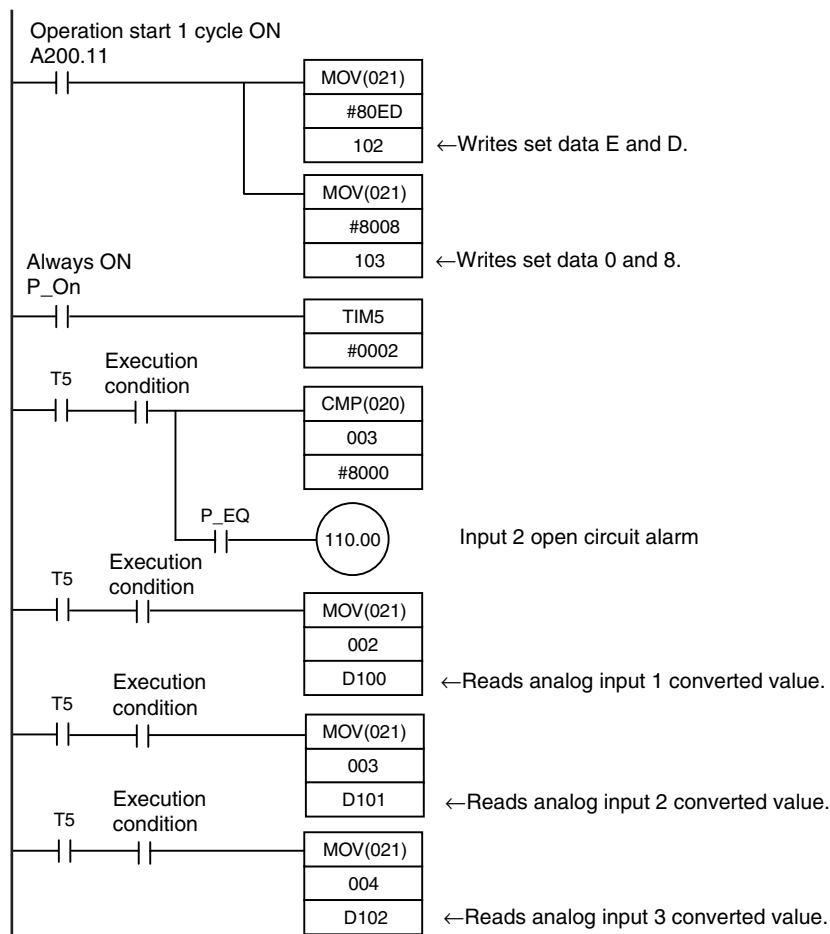 Operation start 1 cycle ON
A200.11
MOV(021)
#80ED
102 ←Writes set data E and D.
MOV(021)
#8008
103 ←Writes set data 0 and 8.
Always ON
P_On
TIM5
#0002
T5 Execution
condition
CMP(020)
003
#8000
P_EQ
110.00 Input 2 open circuit alarm
T5 Execution
condition
MOV(021)
002
D100 ←Reads analog input 1 converted value.
T5 Execution
condition
MOV(021)
003
D101 ←Reads analog input 2 converted value.
T5 Execution
condition
MOV(021)
004
D102 ←Reads analog input 3 converted value.